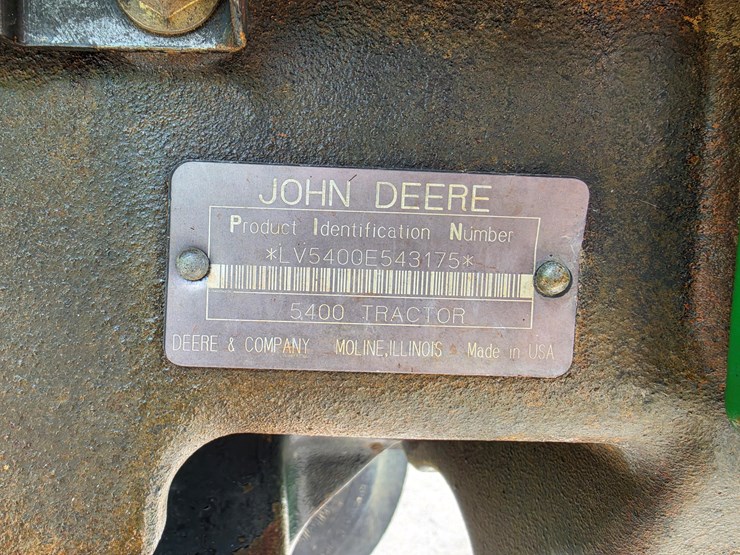 JOHN DEERE
Product Identification Number
*LV5400E543175*
5400 TRACTOR
DEERE & COMPANY MOLINE, ILLINOIS Made in USA